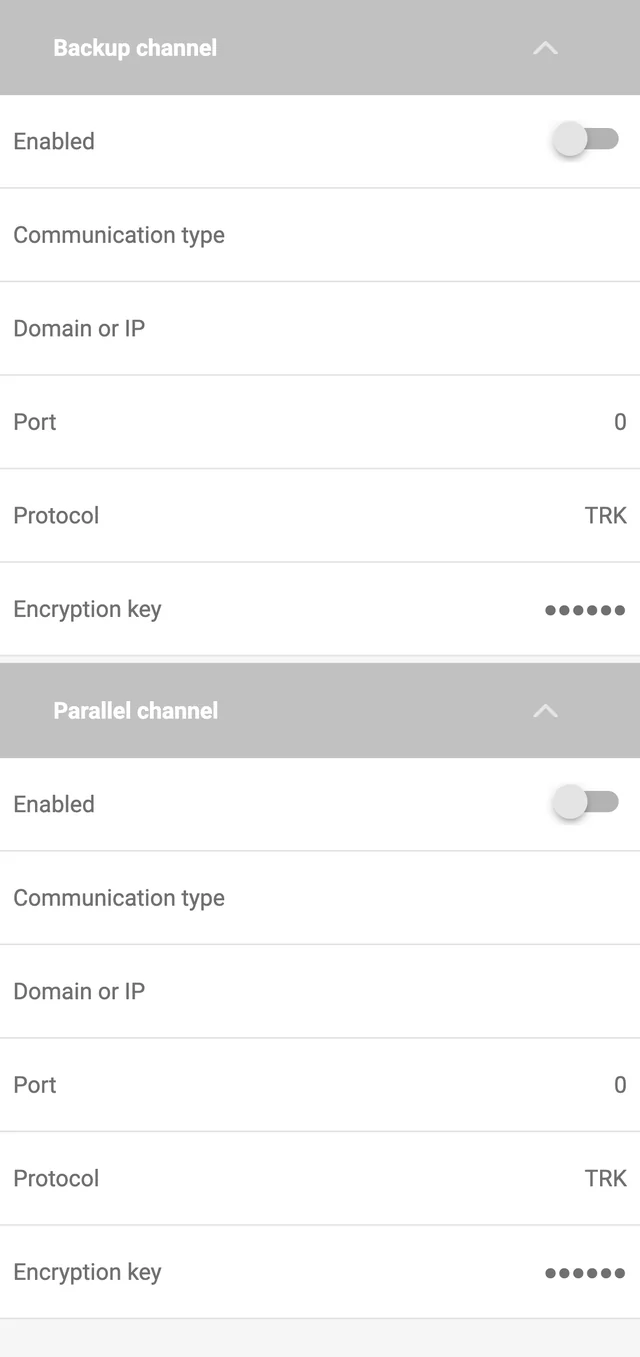 Backup channel
Enabled
Communication type
Domain or IP
Port 0
Protocol TRK
Encryption key ••••••
Parallel channel
Enabled
Communication type
Domain or IP
Port 0
Protocol TRK
Encryption key ••••••